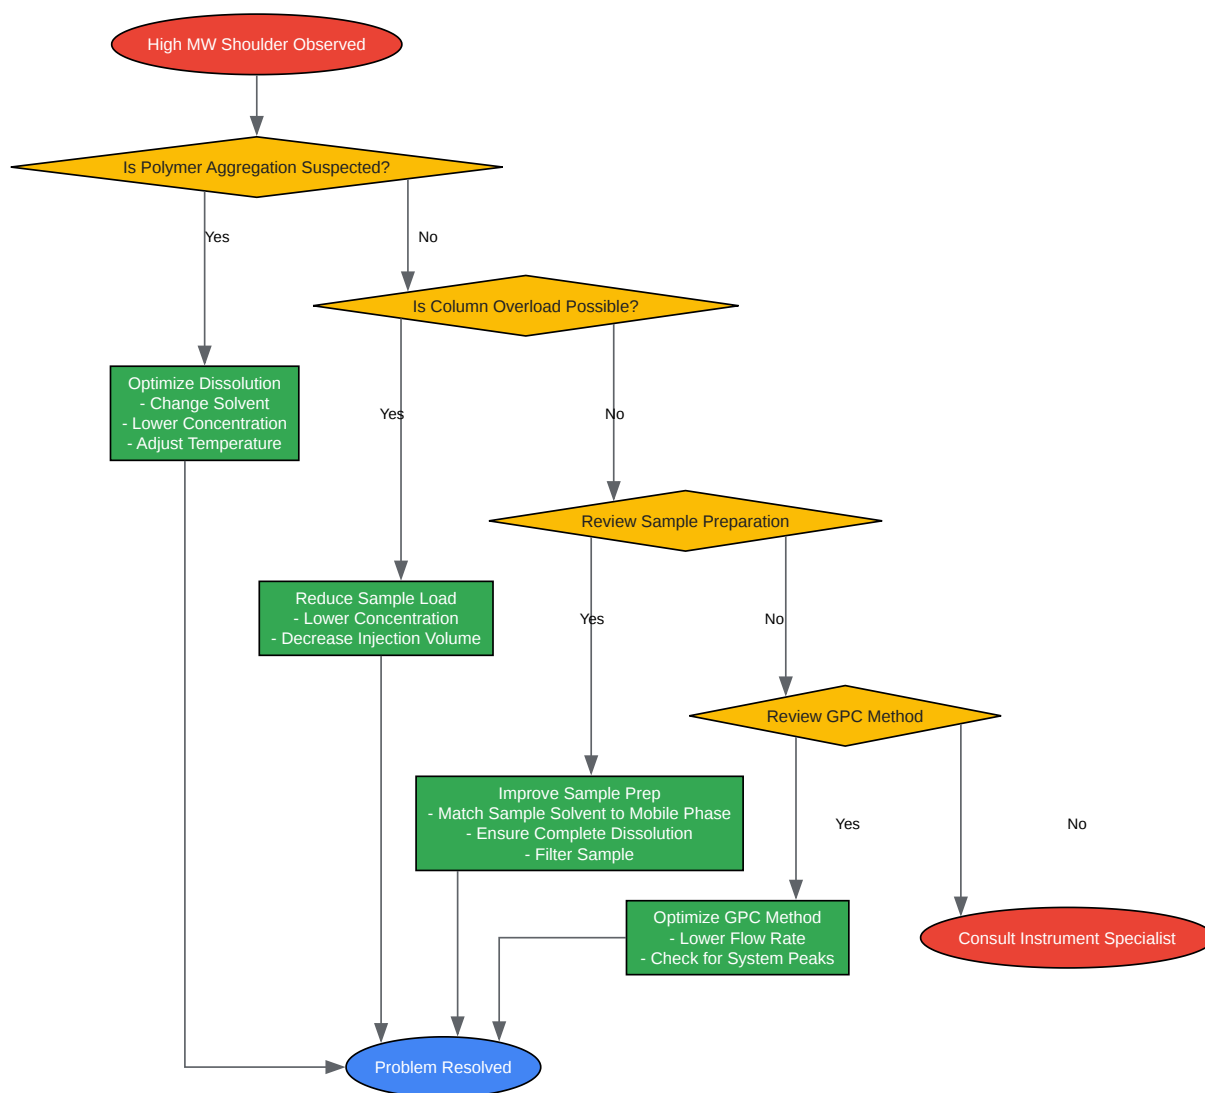 High MW Shoulder Observed
Is Polymer Aggregation Suspected?
Yes
No
Is Column Overload Possible?
Optimize Dissolution
- Change Solvent
- Lower Concentration
- Adjust Temperature
Yes
No
Review Sample Preparation
Reduce Sample Load
- Lower Concentration
- Decrease Injection Volume
Yes
No
Review GPC Method
Improve Sample Prep
- Match Sample Solvent to Mobile Phase
- Ensure Complete Dissolution
- Filter Sample
Yes
No
Optimize GPC Method
- Lower Flow Rate
- Check for System Peaks
Consult Instrument Specialist
Problem Resolved